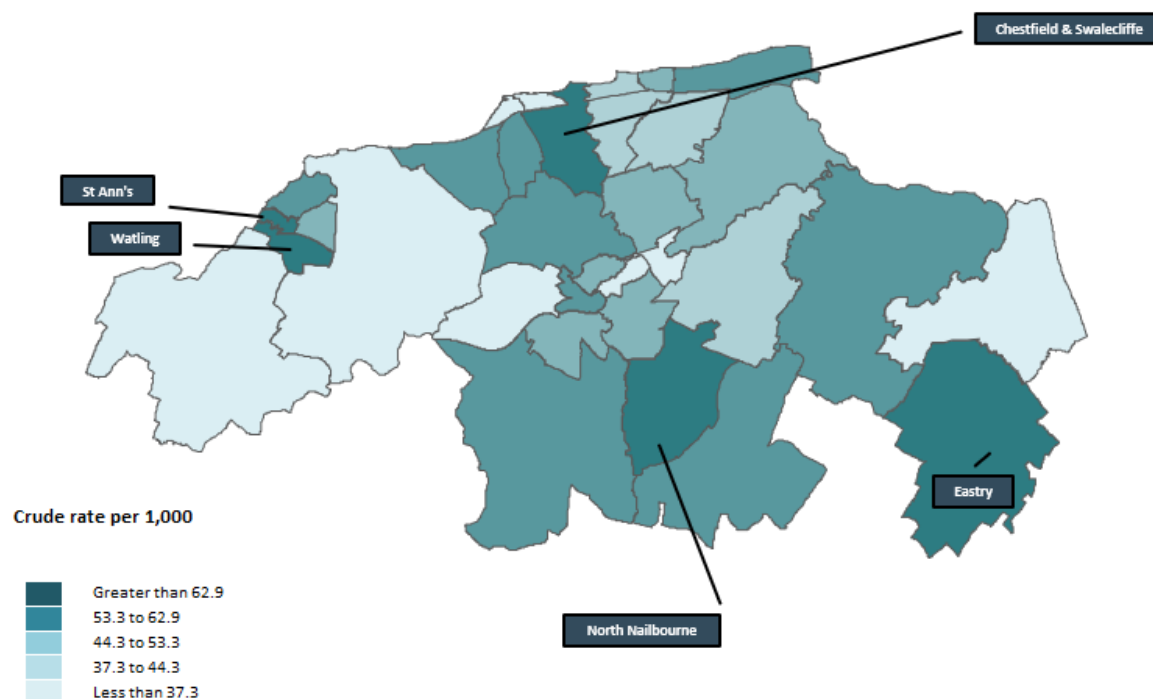 Chestfield & Swalecliffe
St Ann's
Watling
Eastry
Crude rate per 1,000
Greater than 62.9
53.3 to 62.9
44.3 to 53.3
37.3 to 44.3
Less than 37.3
North Nailbourne